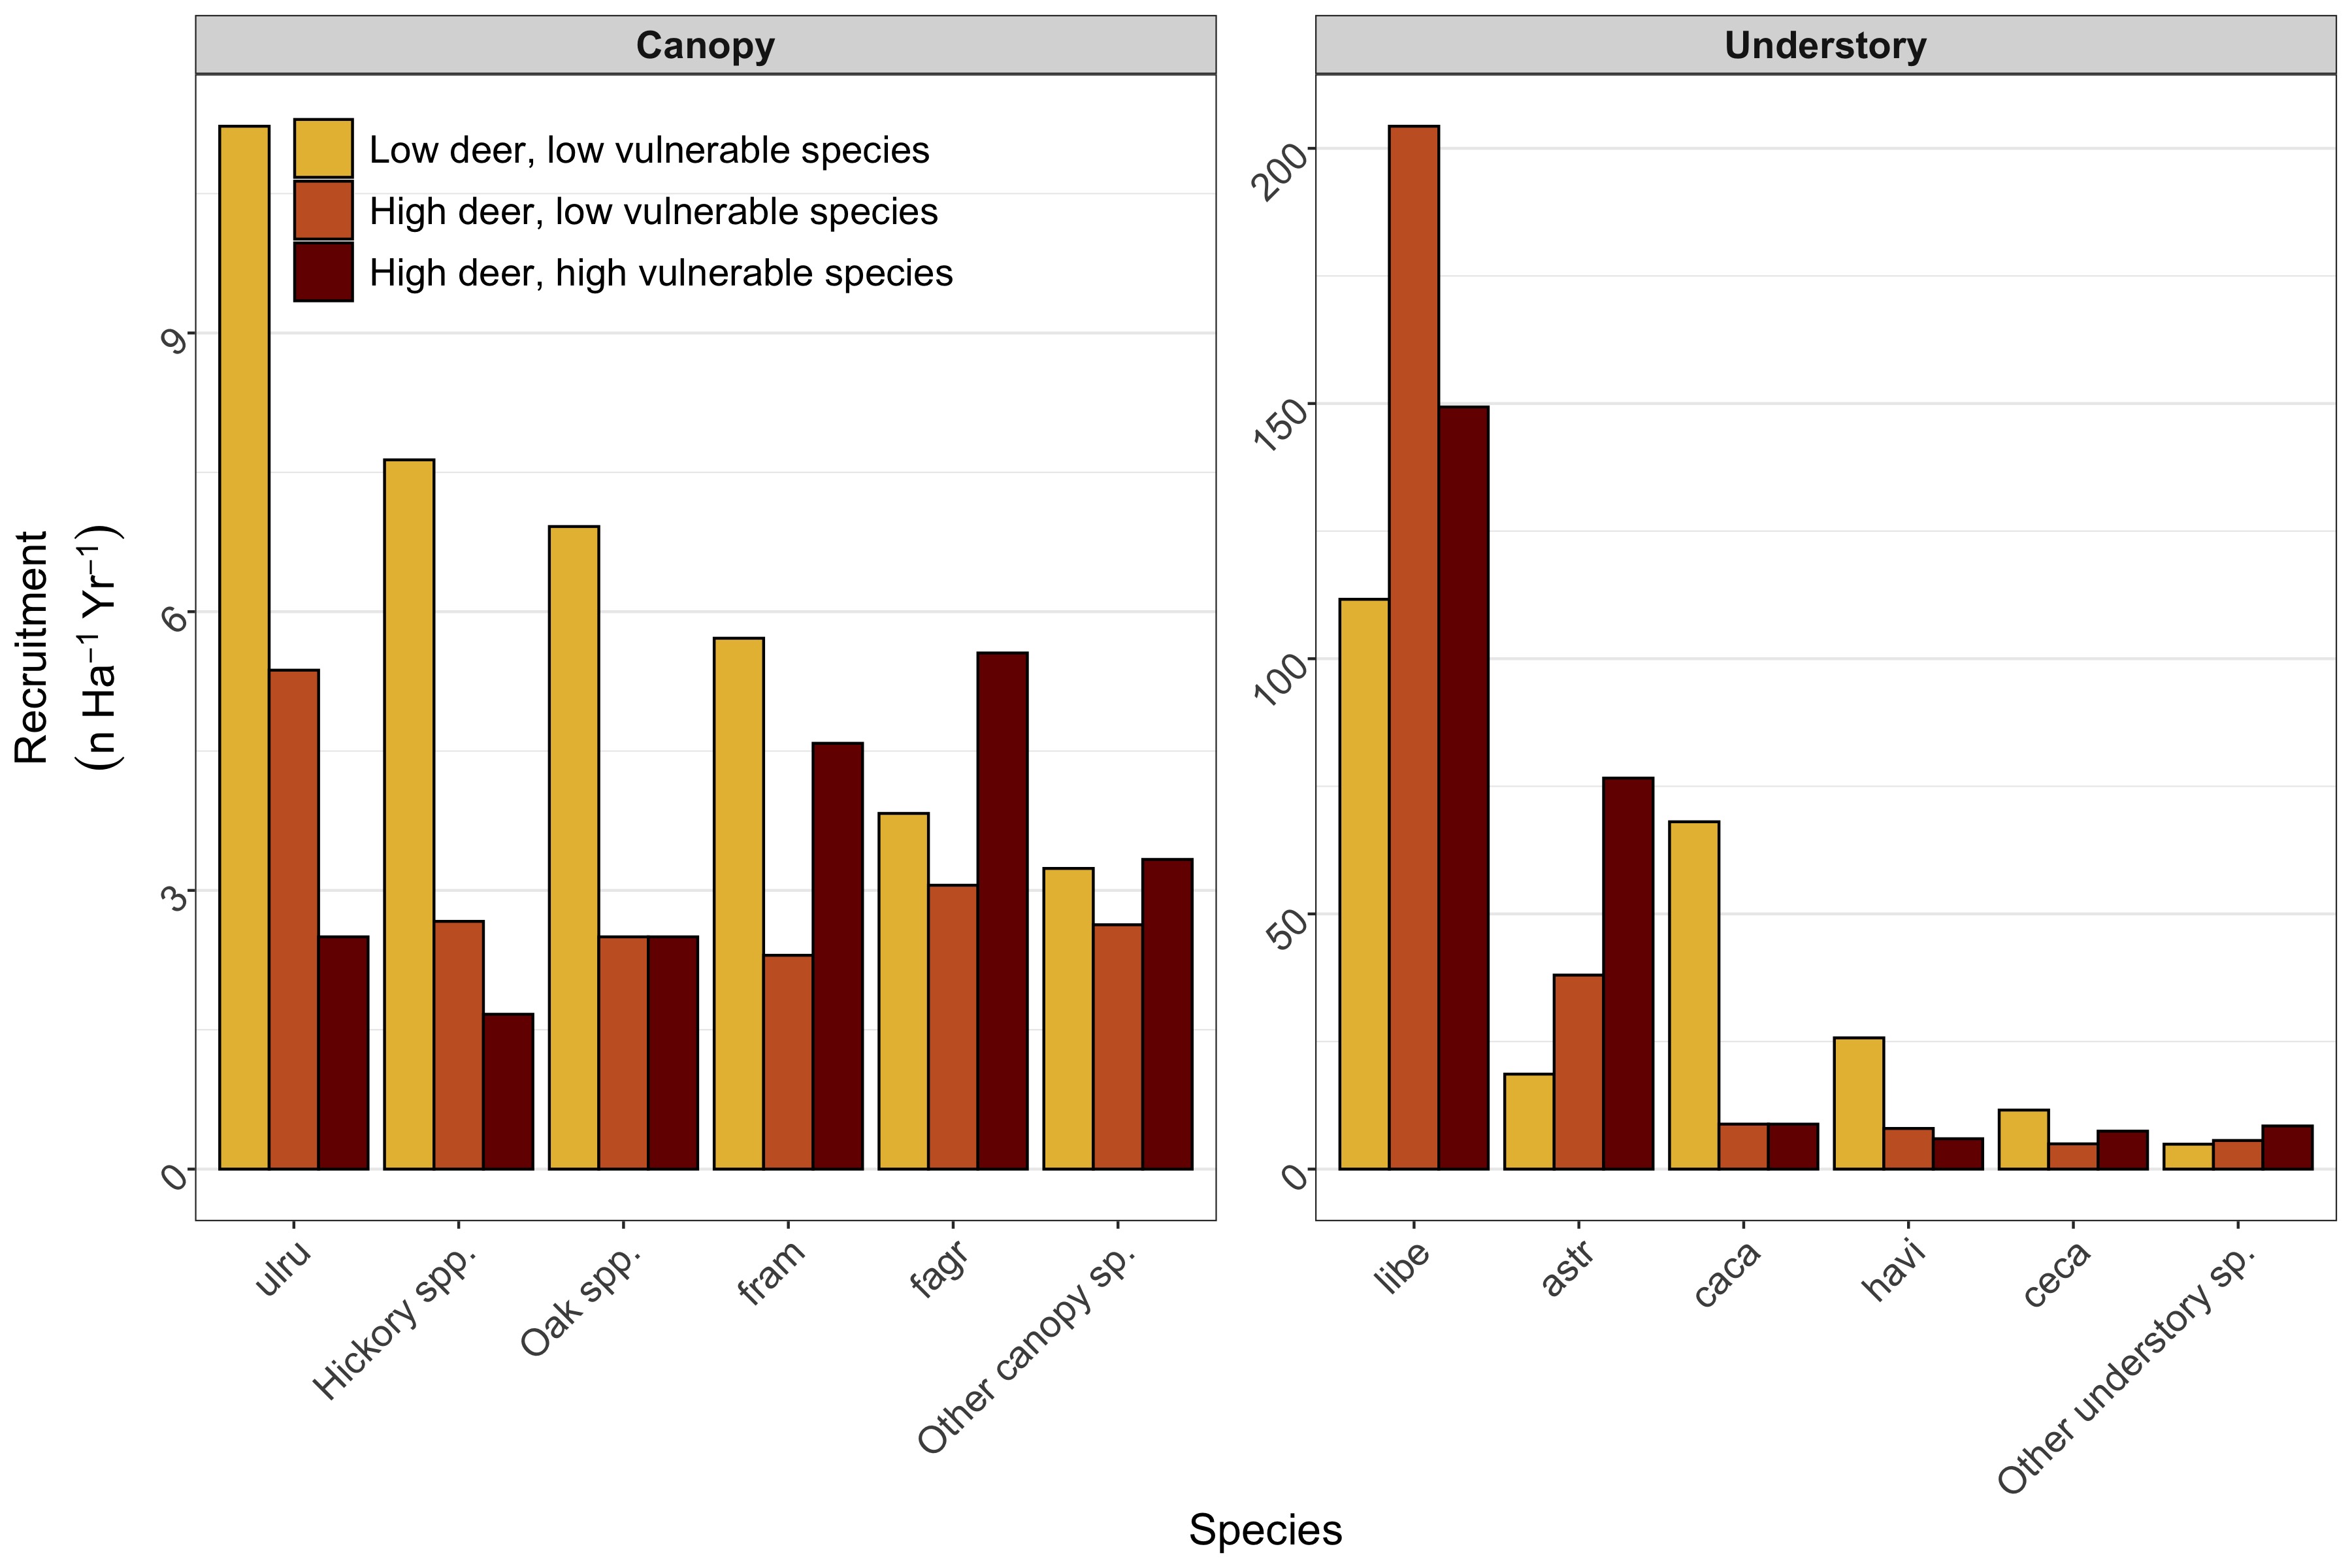 Canopy
Understory
Low deer, low vulnerable species
High deer, low vulnerable species
High deer, high vulnerable species
Recruitment
(n Ha⁻¹ Yr⁻¹)
9
6
3
0
200
150
100
50
0
ulru
Hickory spp.
Oak spp.
fram
fagr
Other canopy sp.
libe
astr
caca
havi
ceca
Other understory sp.
Species